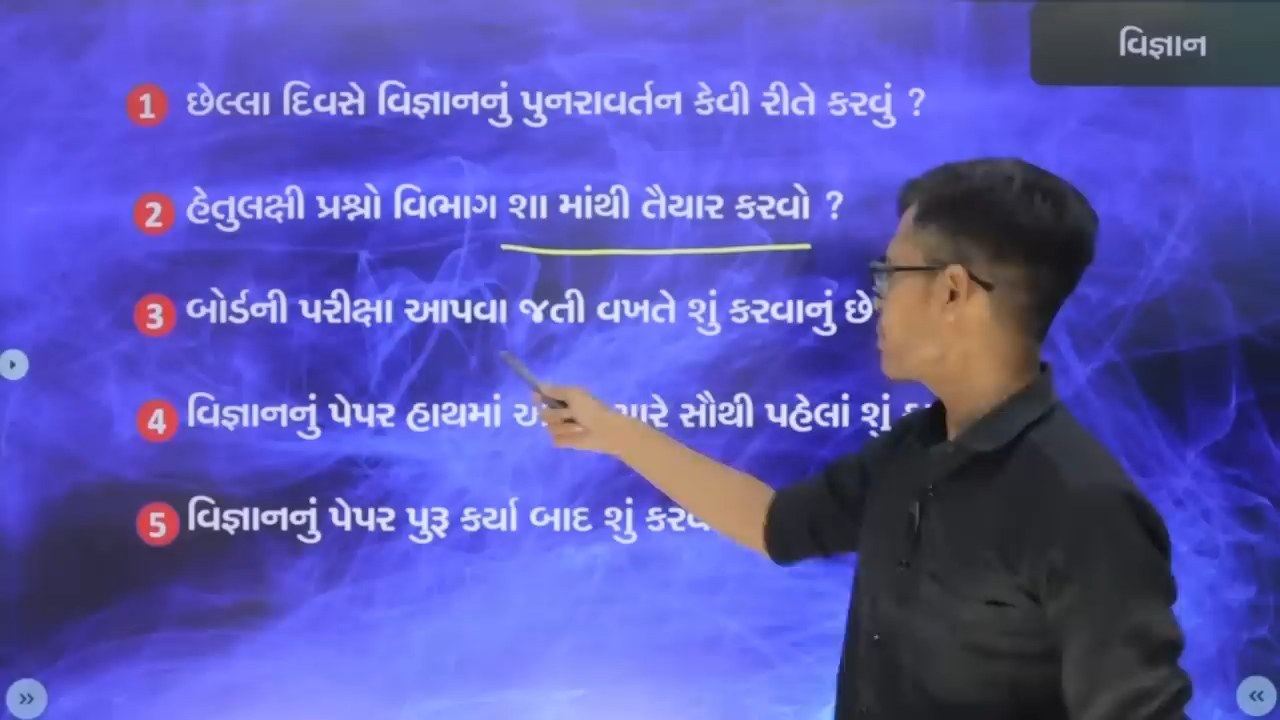 વિજ્ઞાન
1 છેલ્લા દિવસે વિજ્ઞાનનું પુનરાવર્તન કેવી રીતે કરવું ?
2 હેતુલક્ષી પ્રશ્નો વિભાગ શા માંથી તૈયાર કરવો ?
3 બોર્ડની પરીક્ષા આપવા જતી વખતે શું કરવાનું છે
4 વિજ્ઞાનનું પેપર હાથમાં સૌથી પહેલાં શું
5 વિજ્ઞાનનું પેપર પુરૂ કર્યા બાદ શું